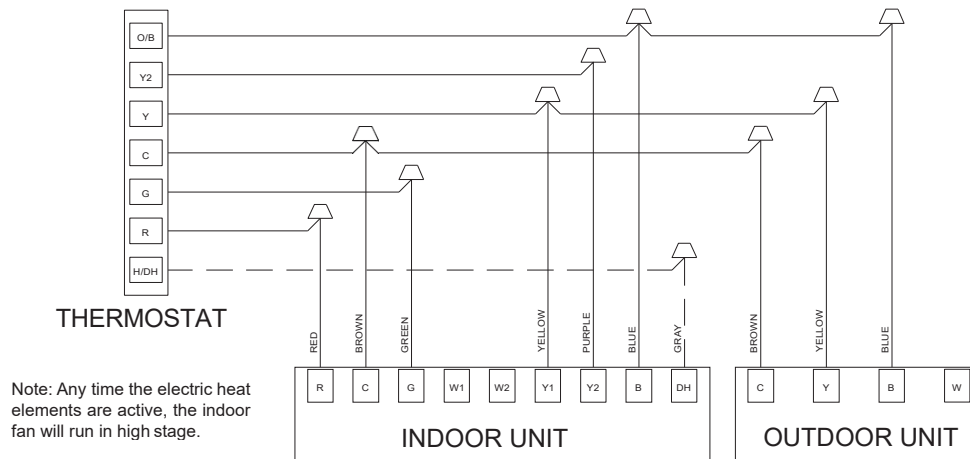 O/B
Y2
Y
C
G
R
H/DH
THERMOSTAT
RED
BROWN
GREEN
YELLOW
PURPLE
BLUE
GRAY
BROWN
YELLOW
BLUE
R
C
G
W1
W2
Y1
Y2
B
DH
C
Y
B
W
Note: Any time the electric heat
elements are active, the indoor
fan will run in high stage.
INDOOR UNIT
OUTDOOR UNIT